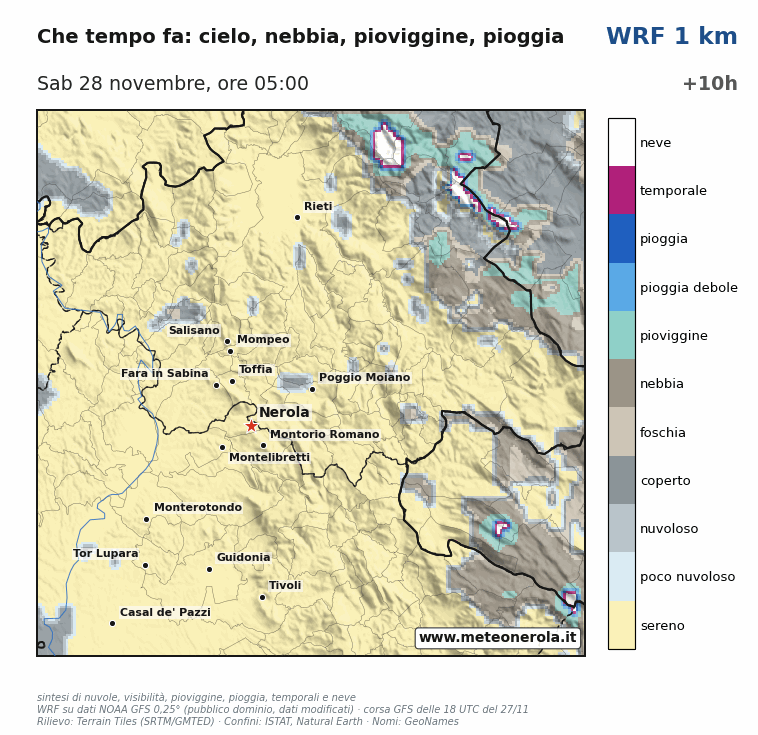 Che tempo fa: cielo, nebbia, pioviggine, pioggia
WRF 1 km
Sab 28 novembre, ore 05:00
+10h
neve
temporale
pioggia
pioggia debole
pioviggine
nebbia
foschia
coperto
nuvoloso
poco nuvoloso
sereno
Rieti
Salisano
Mompeo
Fara in Sabina
Toffia
Poggio Moiano
Nerola
Montorio Romano
Montelibretti
Monterotondo
Tor Lupara
Guidonia
Tivoli
Casal de' Pazzi
www.meteonerola.it
sintesi di nuvole, visibilità, pioviggine, pioggia, temporali e neve
WRF su dati NOAA GFS 0,25° (pubblico dominio, dati modificati) · corsa GFS delle 18 UTC del 27/11
Rilievo: Terrain Tiles (SRTM/GMTED) · Confini: ISTAT, Natural Earth · Nomi: GeoNames